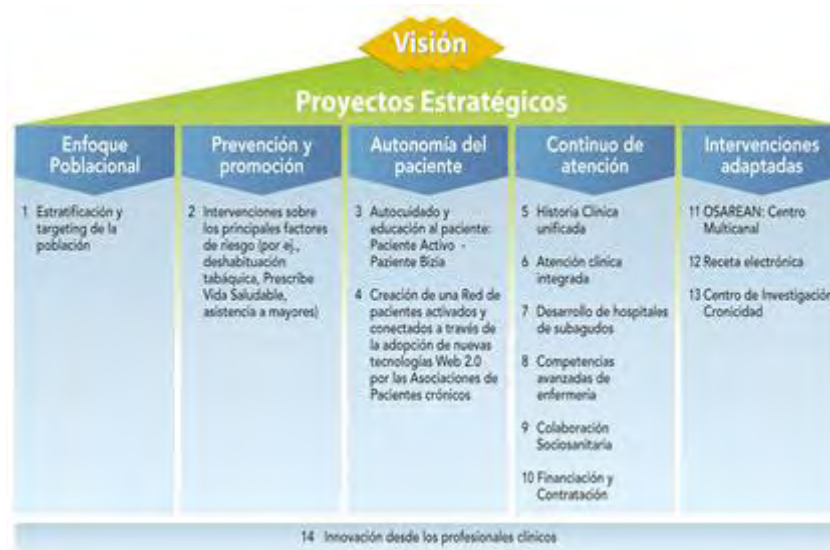 Visión
Proyectos Estratégicos
Enfoque
Poblacional
1 Estratificación y
targeting de la
población
Prevención y
promoción
2 Intervenciones sobre
los principales factores
de riesgo (por ej.,
deshabituación
tabáquica, Prescribe
Vida Saludable,
asistencia a mayores)
Autonomía del
paciente
3 Autocuidado y
educación al paciente:
Paciente Activo -
Paziente Bizia
4 Creación de una Red de
pacientes activados y
conectados a través de
la adopción de nuevas
tecnologías Web 2.0
por las Asociaciones de
Pacientes crónicos
Continuo de
atención
5 Historia Clínica
unificada
6 Atención clínica
integrada
7 Desarrollo de hospitales
de subagudos
8 Competencias
avanzadas de
enfermería
9 Colaboración
Sociosanitaria
10 Financiación y
Contratación
Intervenciones
adaptadas
11 OSAREAN: Centro
Multicanal
12 Receta electrónica
13 Centro de Investigación
Cronicidad
14 Innovación desde los profesionales clínicos